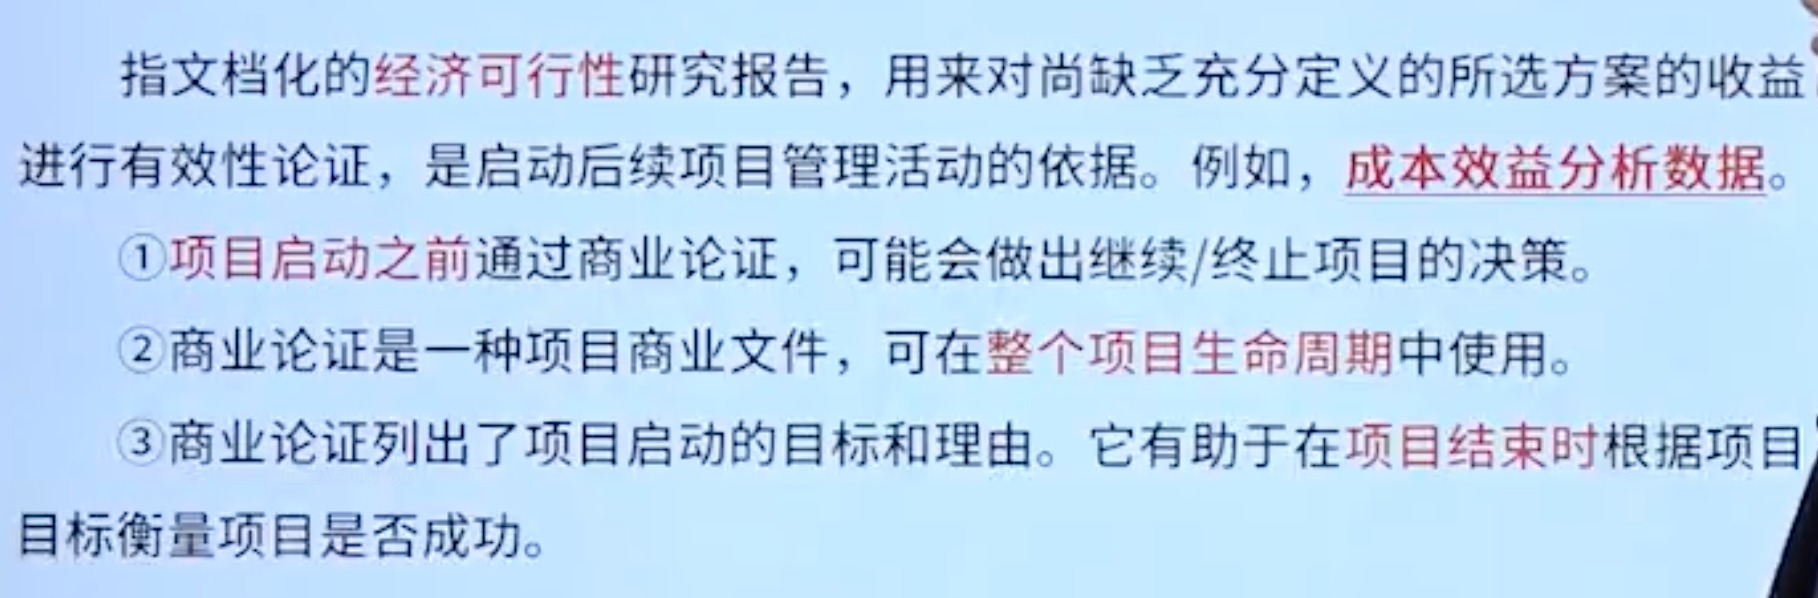 指文档化的经济可行性研究报告，用来对尚缺乏充分定义的所选方案的收益
进行有效性论证，是启动后续项目管理活动的依据。例如，成本效益分析数据。
①项目启动之前通过商业论证，可能会做出继续/终止项目的决策。
②商业论证是一种项目商业文件，可在整个项目生命周期中使用。
③商业论证列出了项目启动的目标和理由。它有助于在项目结束时根据项目
目标衡量项目是否成功。